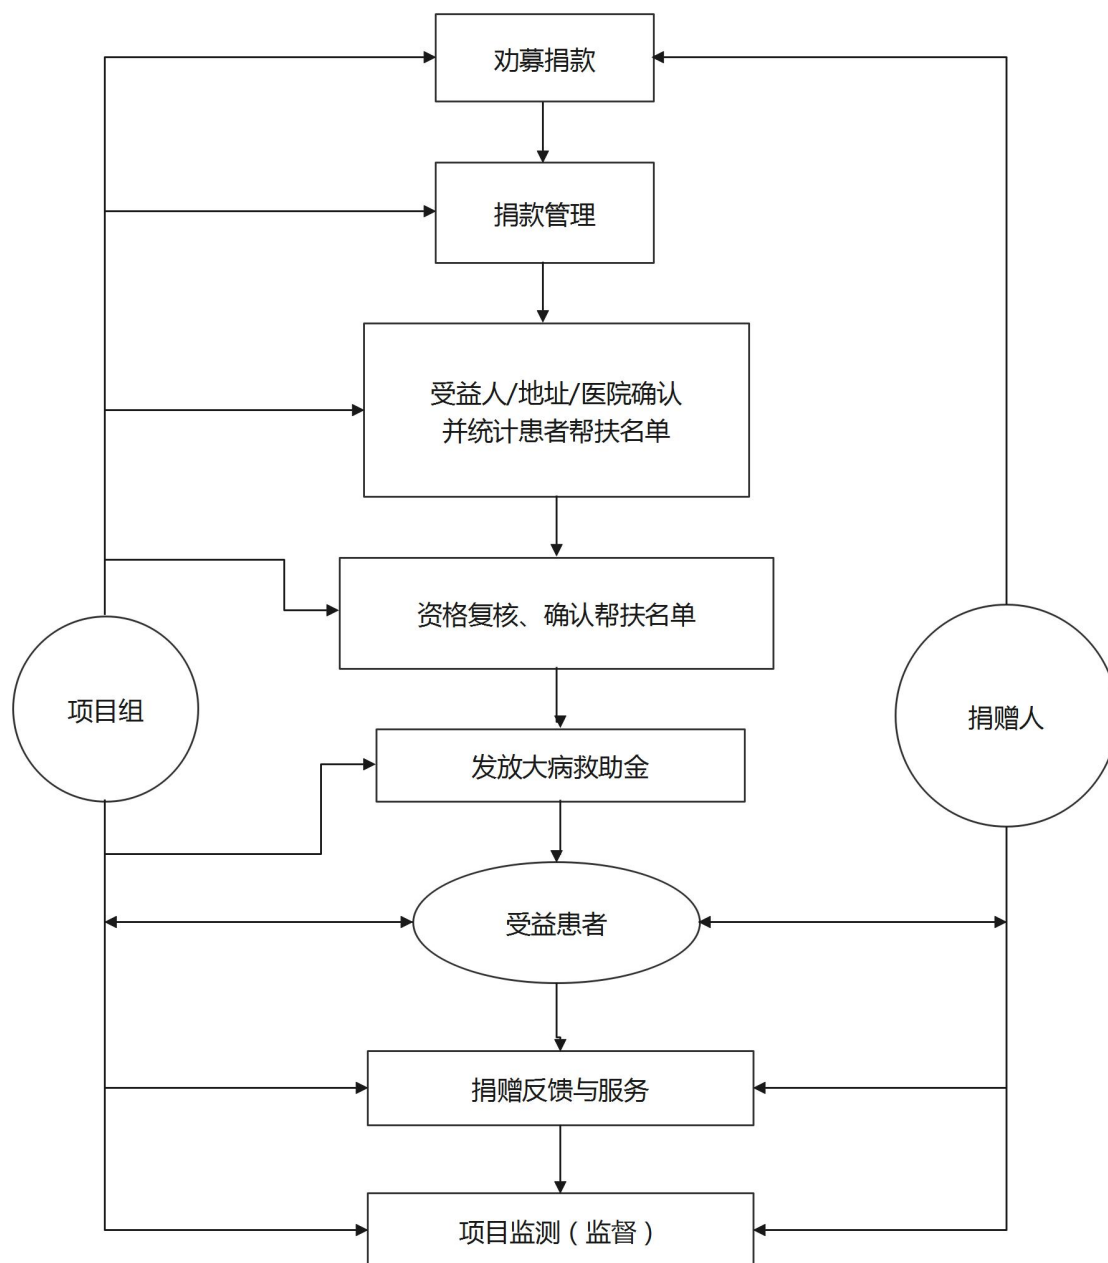 劝募捐款
捐款管理
受益人/地址/医院确认
并统计患者帮扶名单
资格复核、确认帮扶名单
项目组
捐赠人
发放大病救助金
受益患者
捐赠反馈与服务
项目监测（监督）